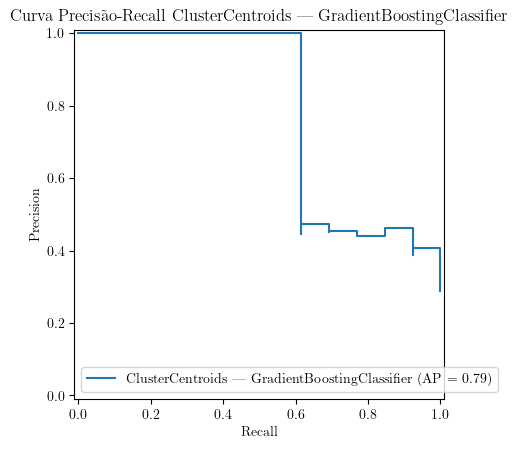 Curva Precisão-Recall ClusterCentroids — GradientBoostingClassifier
1.0
0.8
0.6
0.4
0.2
0.0
Precision
ClusterCentroids — GradientBoostingClassifier (AP = 0.79)
0.0 0.2 0.4 0.6 0.8 1.0
Recall